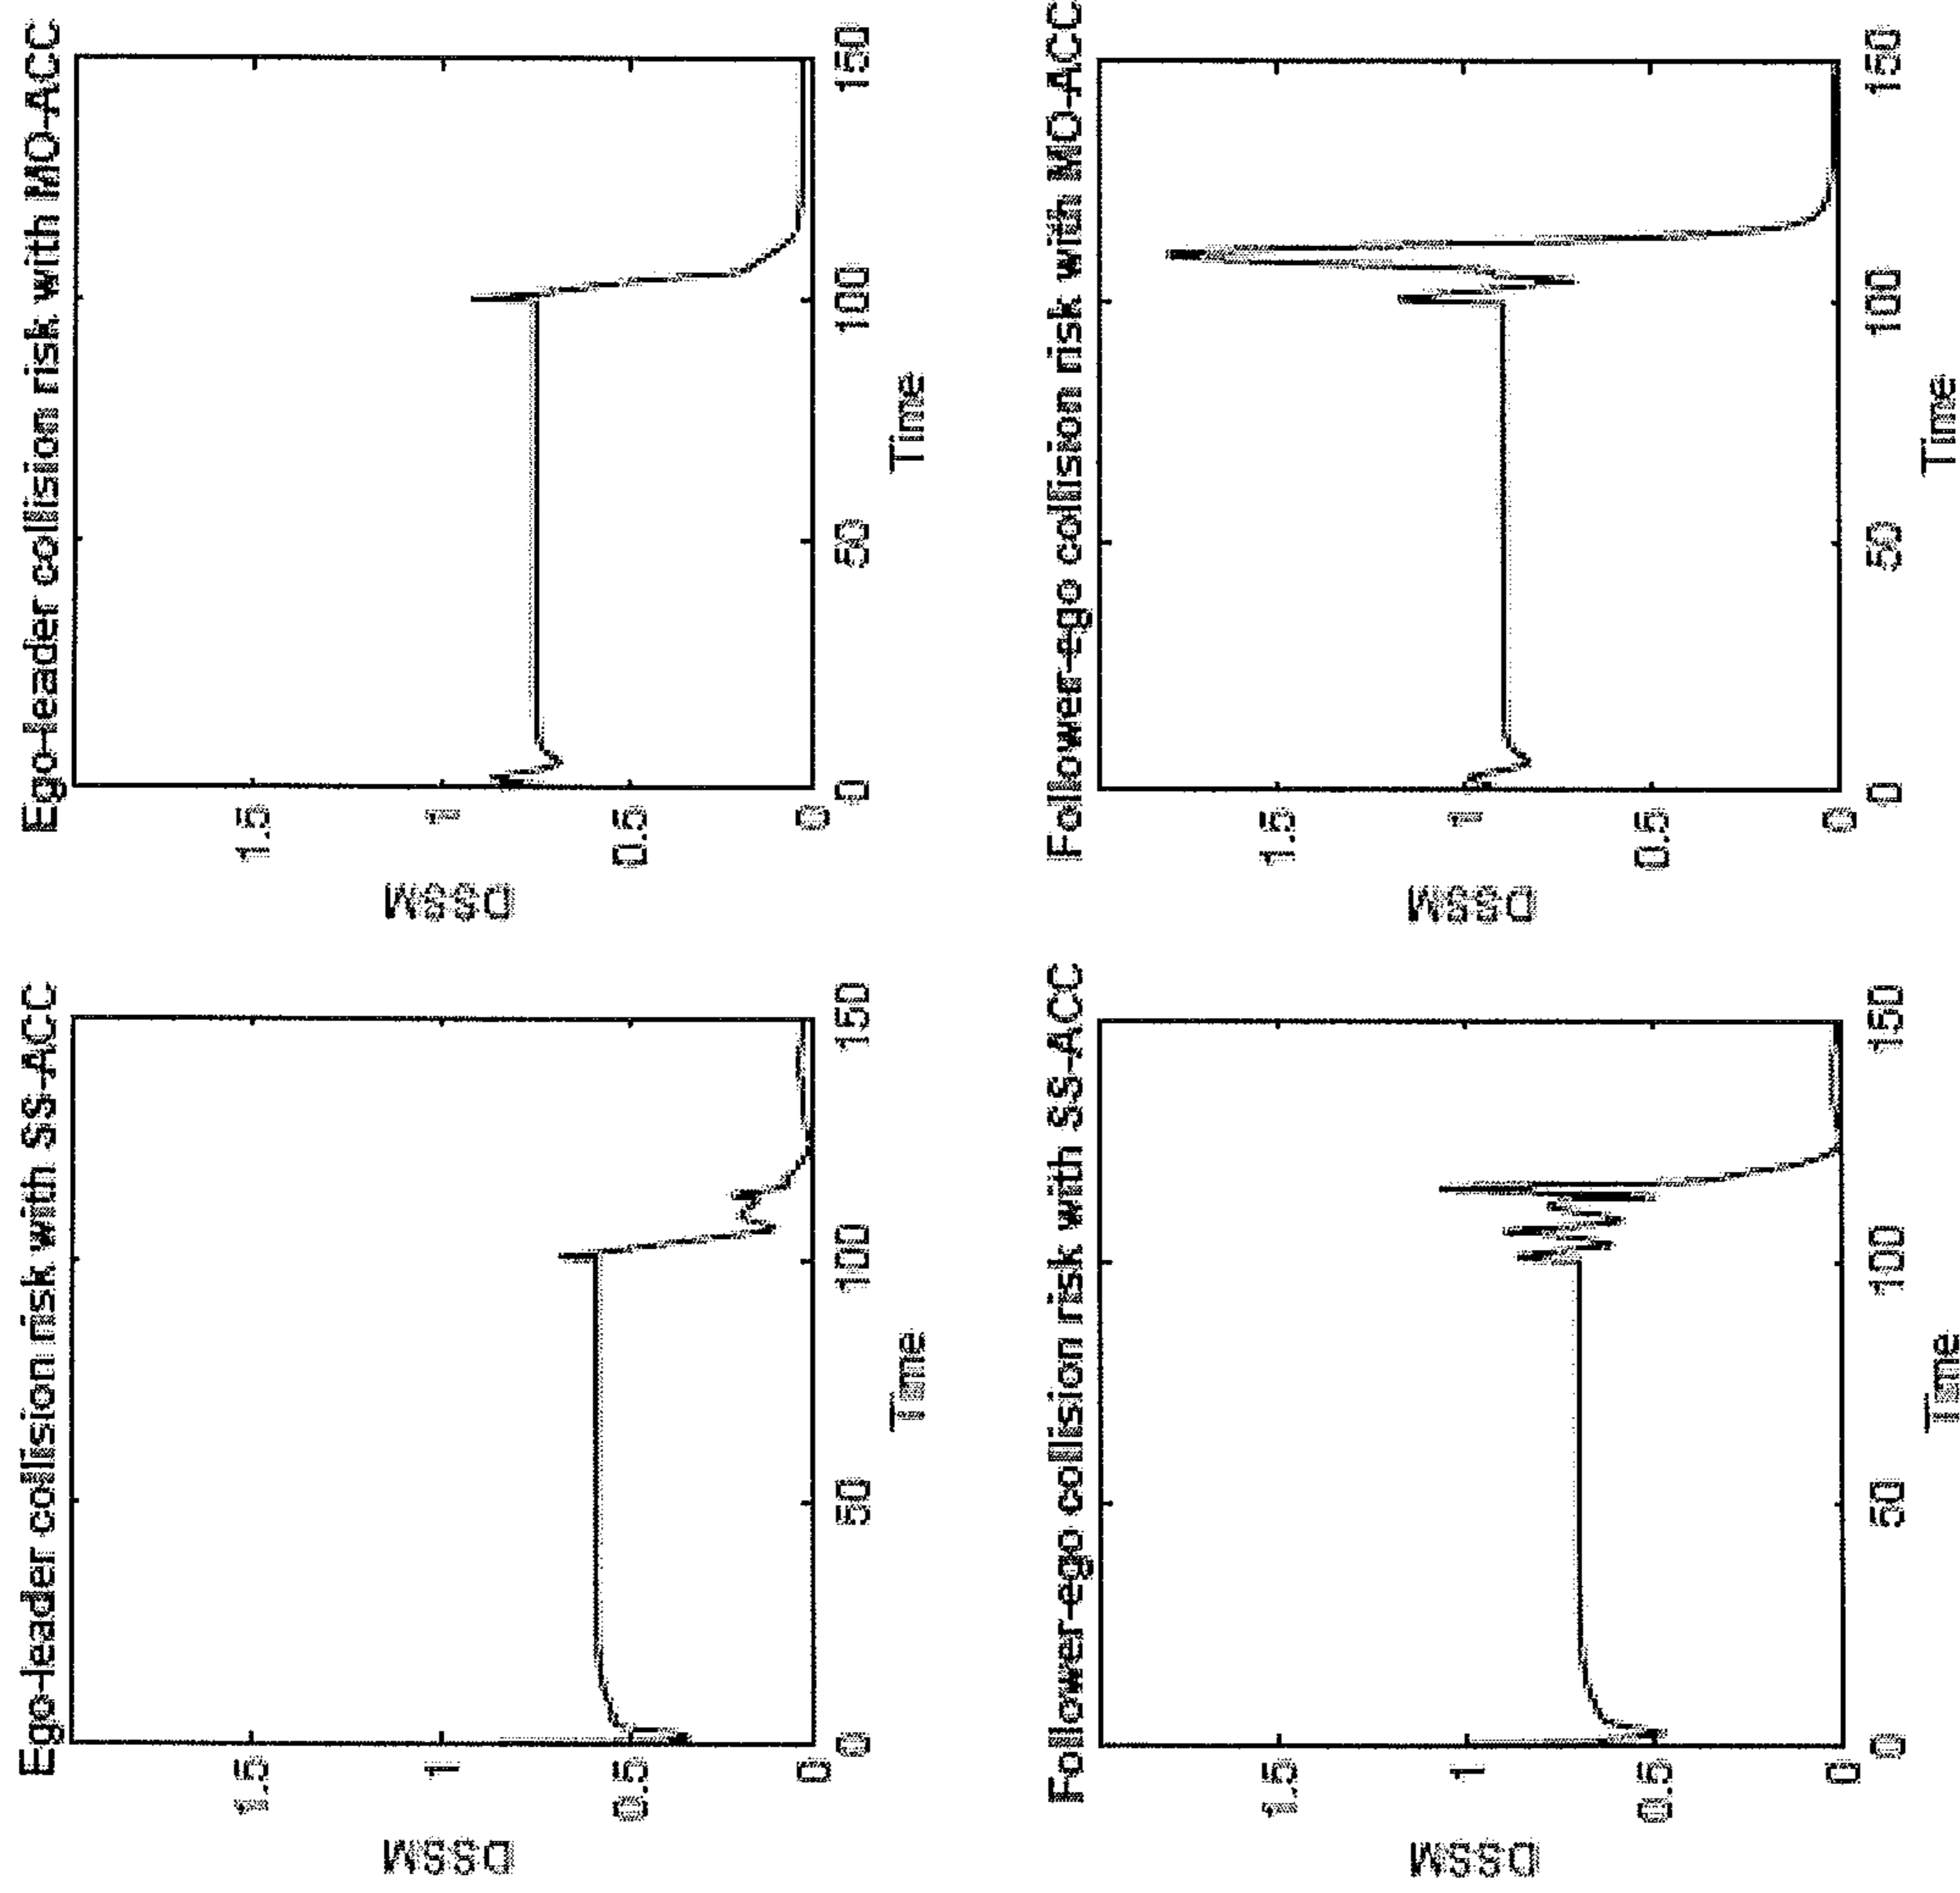 Ego-leader collision risk with SS-ACC
DSSM
1.5
1
0.5
0
0
50
100
150
Time
Ego-leader collision risk with MO-ACC
DSSM
1.5
1
0.5
0
0
50
100
150
Time
Follower-ego collision risk with SS-ACC
DSSM
1.5
1
0.5
0
0
50
100
150
Time
Follower-ego collision risk with MO-ACC
DSSM
1.5
1
0.5
0
0
50
100
150
Time